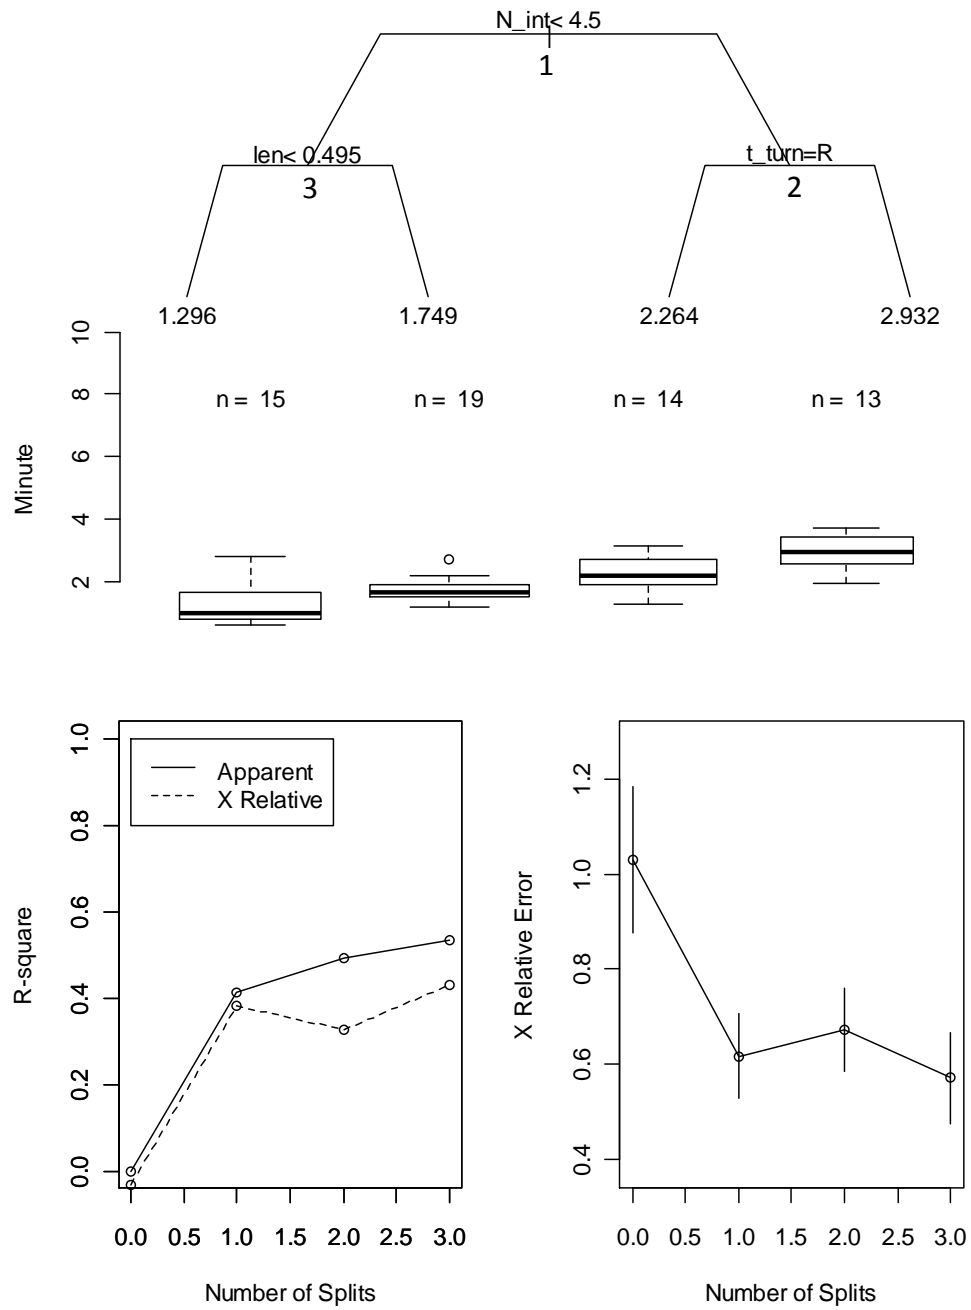 N_int< 4.5
1
len< 0.495
t_turn=R
3
2
1.296
1.749
2.264
2.932
10
8
6
4
2
Minute
n = 15
n = 19
n = 14
n = 13
1.0
0.8
0.6
0.4
0.2
0.0
R-square
Apparent
X Relative
0.0 0.5 1.0 1.5 2.0 2.5 3.0
Number of Splits
1.2
1.0
0.8
0.6
0.4
X Relative Error
0.0 0.5 1.0 1.5 2.0 2.5 3.0
Number of Splits